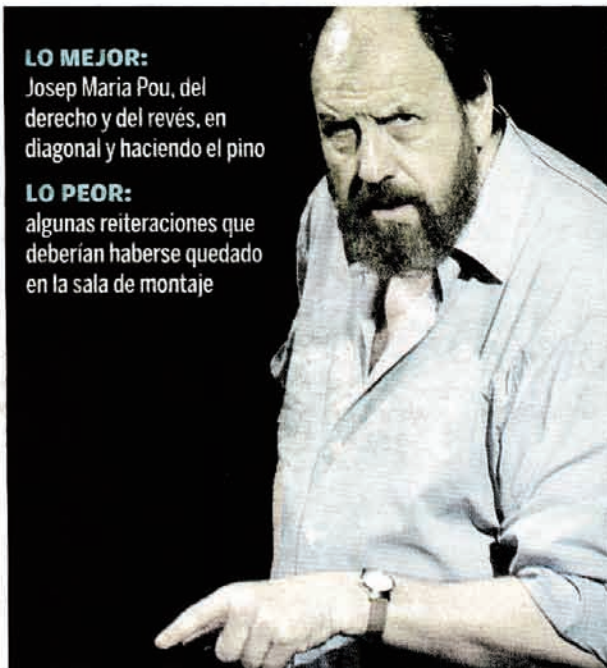 LO MEJOR:
Josep Maria Pou, del
derecho y del revés, en
diagonal y haciendo el pino
LO PEOR:
algunas reiteraciones que
deberían haberse quedado
en la sala de montaje